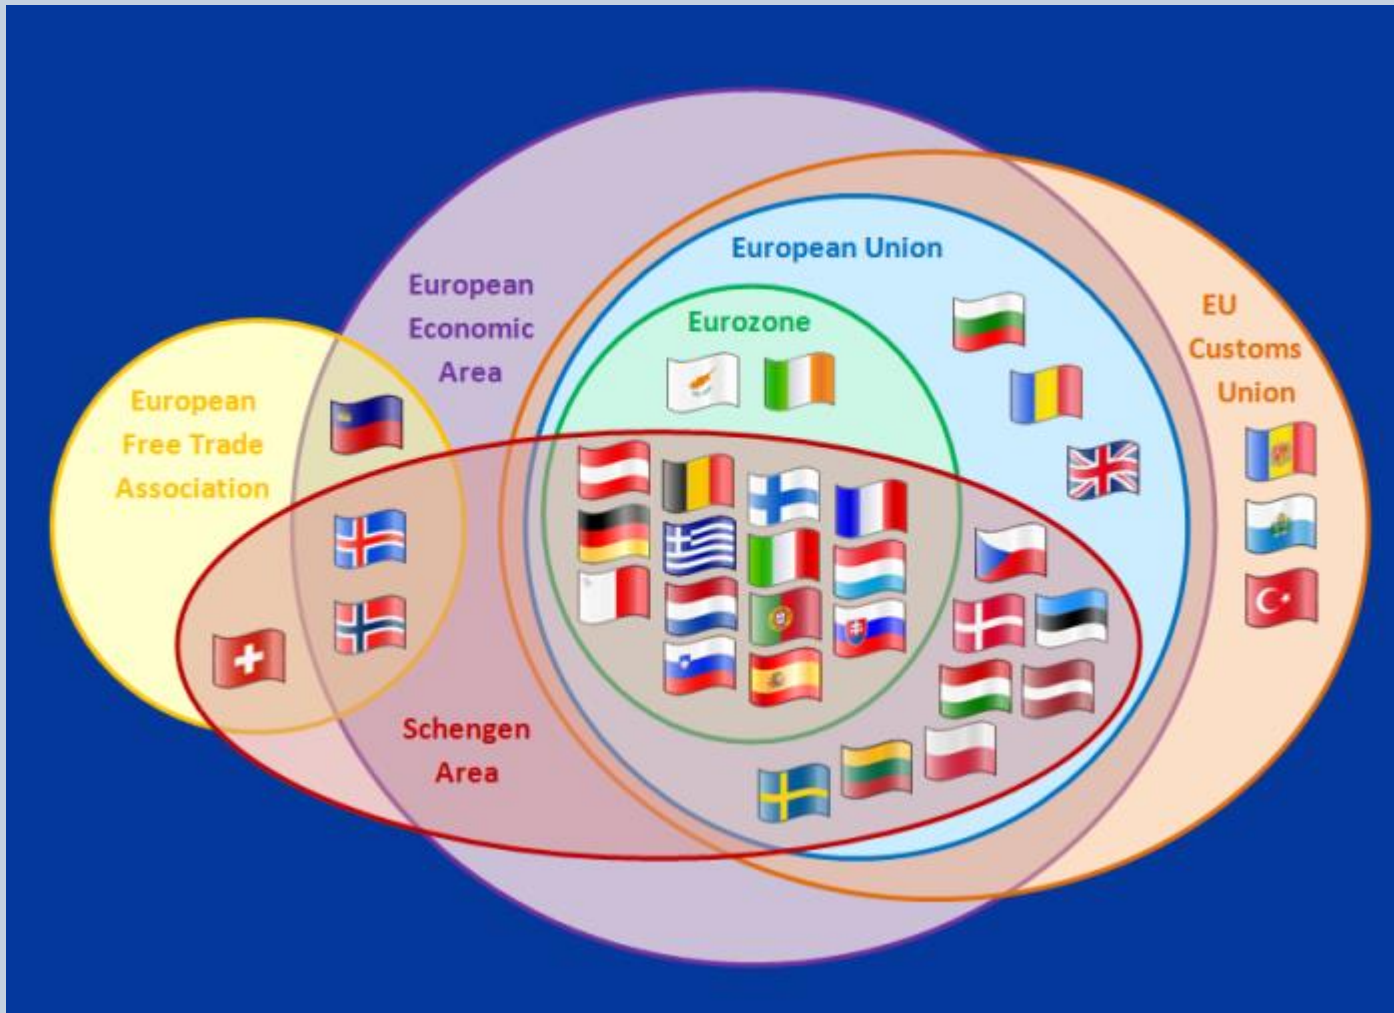 European Union
European
Economic
Area
Eurozone
EU
Customs
Union
European
Free Trade
Association
Schengen
Area